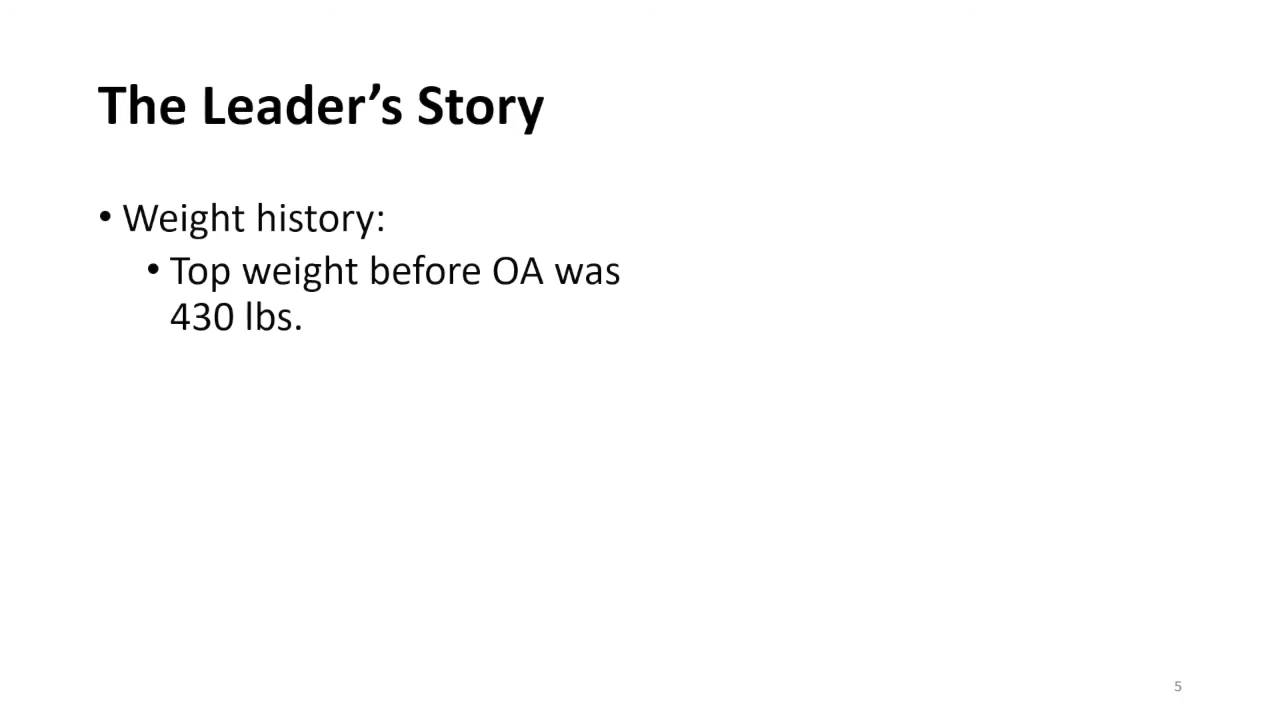 The Leader’s Story
• Weight history:
• Top weight before OA was
430 lbs.
5